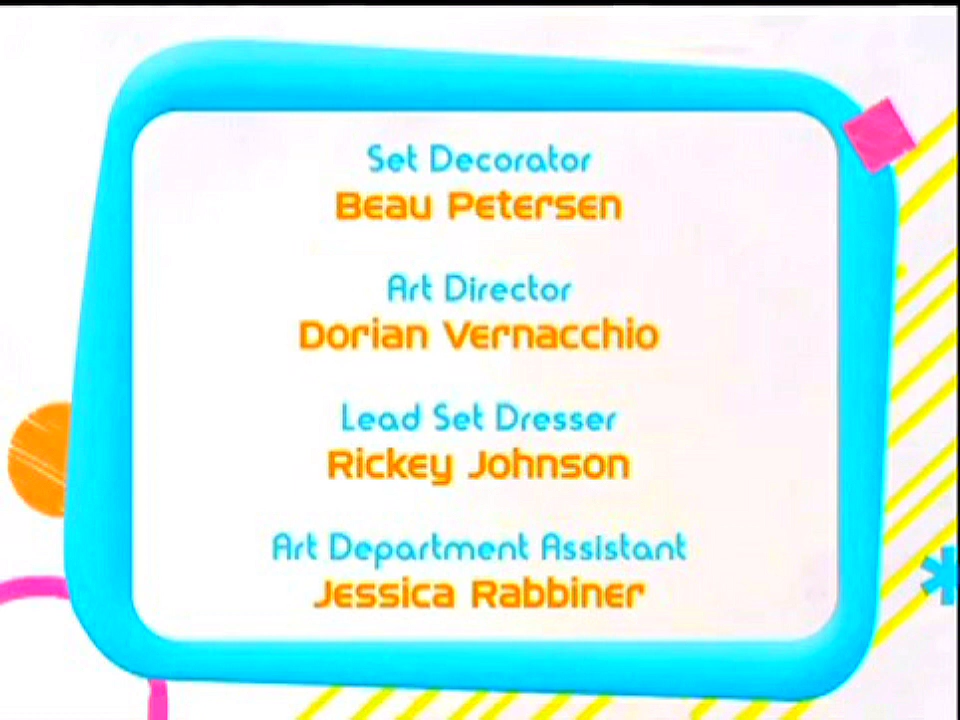 Set Decorator
Beau Petersen
Art Director
Dorian Vernacchio
Lead Set Dresser
Rickey Johnson
Art Department Assistant
Jessica Rabbiner